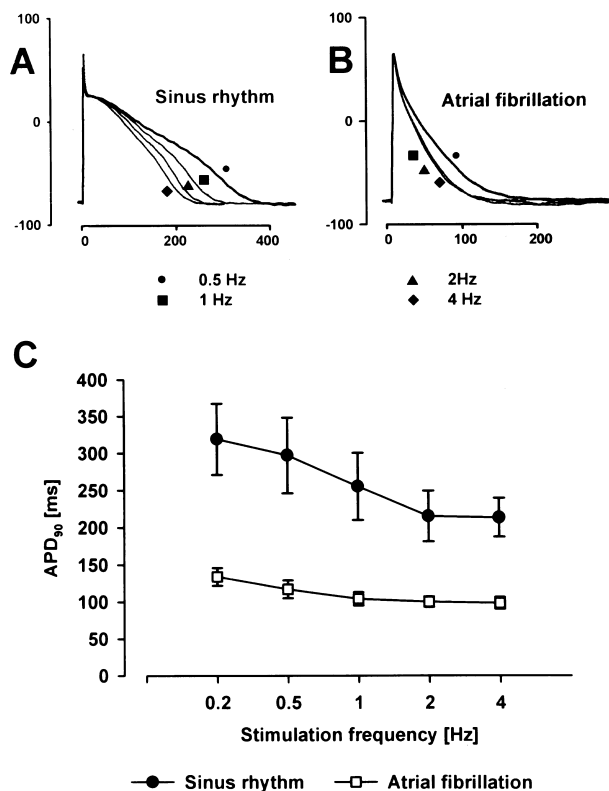 A
Sinus rhythm
100
0
-100
0
200
400
B
Atrial fibrillation
100
0
-100
0
100
200
0.5 Hz
1 Hz
2Hz
4 Hz
C
APD90 [ms]
400
350
300
250
200
150
100
50
0
0.2
0.5
1
2
4
Stimulation frequency [Hz]
Sinus rhythm
Atrial fibrillation